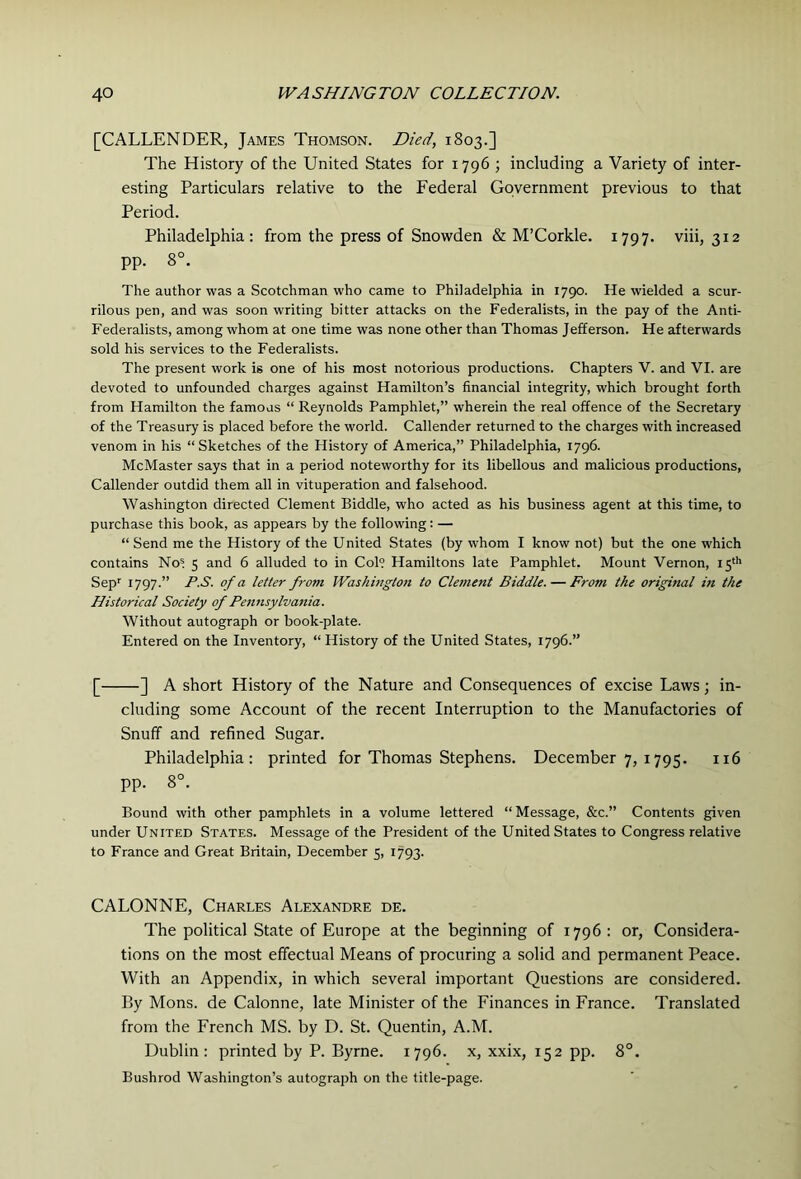 40 WASHINGTON COLLECTION.
[CALLENDER, James Thomson. Died, 1803.]
The History of the United States for 1796 ; including a Variety of inter-
esting Particulars relative to the Federal Government previous to that
Period.
Philadelphia : from the press of Snowden & M’Corkle. 1797. viii, 312
pp. 8°.
The author was a Scotchman who came to Philadelphia in 1790. He wielded a scur-
rilous pen, and was soon writing bitter attacks on the Federalists, in the pay of the Anti-
Federalists, among whom at one time was none other than Thomas Jefferson. He afterwards
sold his services to the Federalists.
The present work is one of his most notorious productions. Chapters V. and VI. are
devoted to unfounded charges against Hamilton’s financial integrity, which brought forth
from Hamilton the famous “ Reynolds Pamphlet,” wherein the real offence of the Secretary
of the Treasury is placed before the world. Callender returned to the charges with increased
venom in his “ Sketches of the History of America,” Philadelphia, 1796.
McMaster says that in a period noteworthy for its libellous and malicious productions,
Callender outdid them all in vituperation and falsehood.
Washington directed Clement Biddle, who acted as his business agent at this time, to
purchase this book, as appears by the following : —
“ Send me the History of the United States (by whom I know not) but the one which
contains Noˢ 5 and 6 alluded to in Colº Hamiltons late Pamphlet. Mount Vernon, 15ᵗʰ
Sepʳ 1797.” P.S. of a letter from Washington to Clement Biddle. — From the original in the
Historical Society of Pennsylvania.
Without autograph or book-plate.
Entered on the Inventory, “ History of the United States, 1796.”
[——] A short History of the Nature and Consequences of excise Laws ; in-
cluding some Account of the recent Interruption to the Manufactories of
Snuff and refined Sugar.
Philadelphia : printed for Thomas Stephens. December 7, 1795. 116
pp. 8°.
Bound with other pamphlets in a volume lettered “ Message, &c.” Contents given
under United States. Message of the President of the United States to Congress relative
to France and Great Britain, December 5, 1793.
CALONNE, Charles Alexandre de.
The political State of Europe at the beginning of 1796 : or, Considera-
tions on the most effectual Means of procuring a solid and permanent Peace.
With an Appendix, in which several important Questions are considered.
By Mons. de Calonne, late Minister of the Finances in France. Translated
from the French MS. by D. St. Quentin, A.M.
Dublin : printed by P. Byrne. 1796. x, xxix, 152 pp. 8°.
Bushrod Washington’s autograph on the title-page.